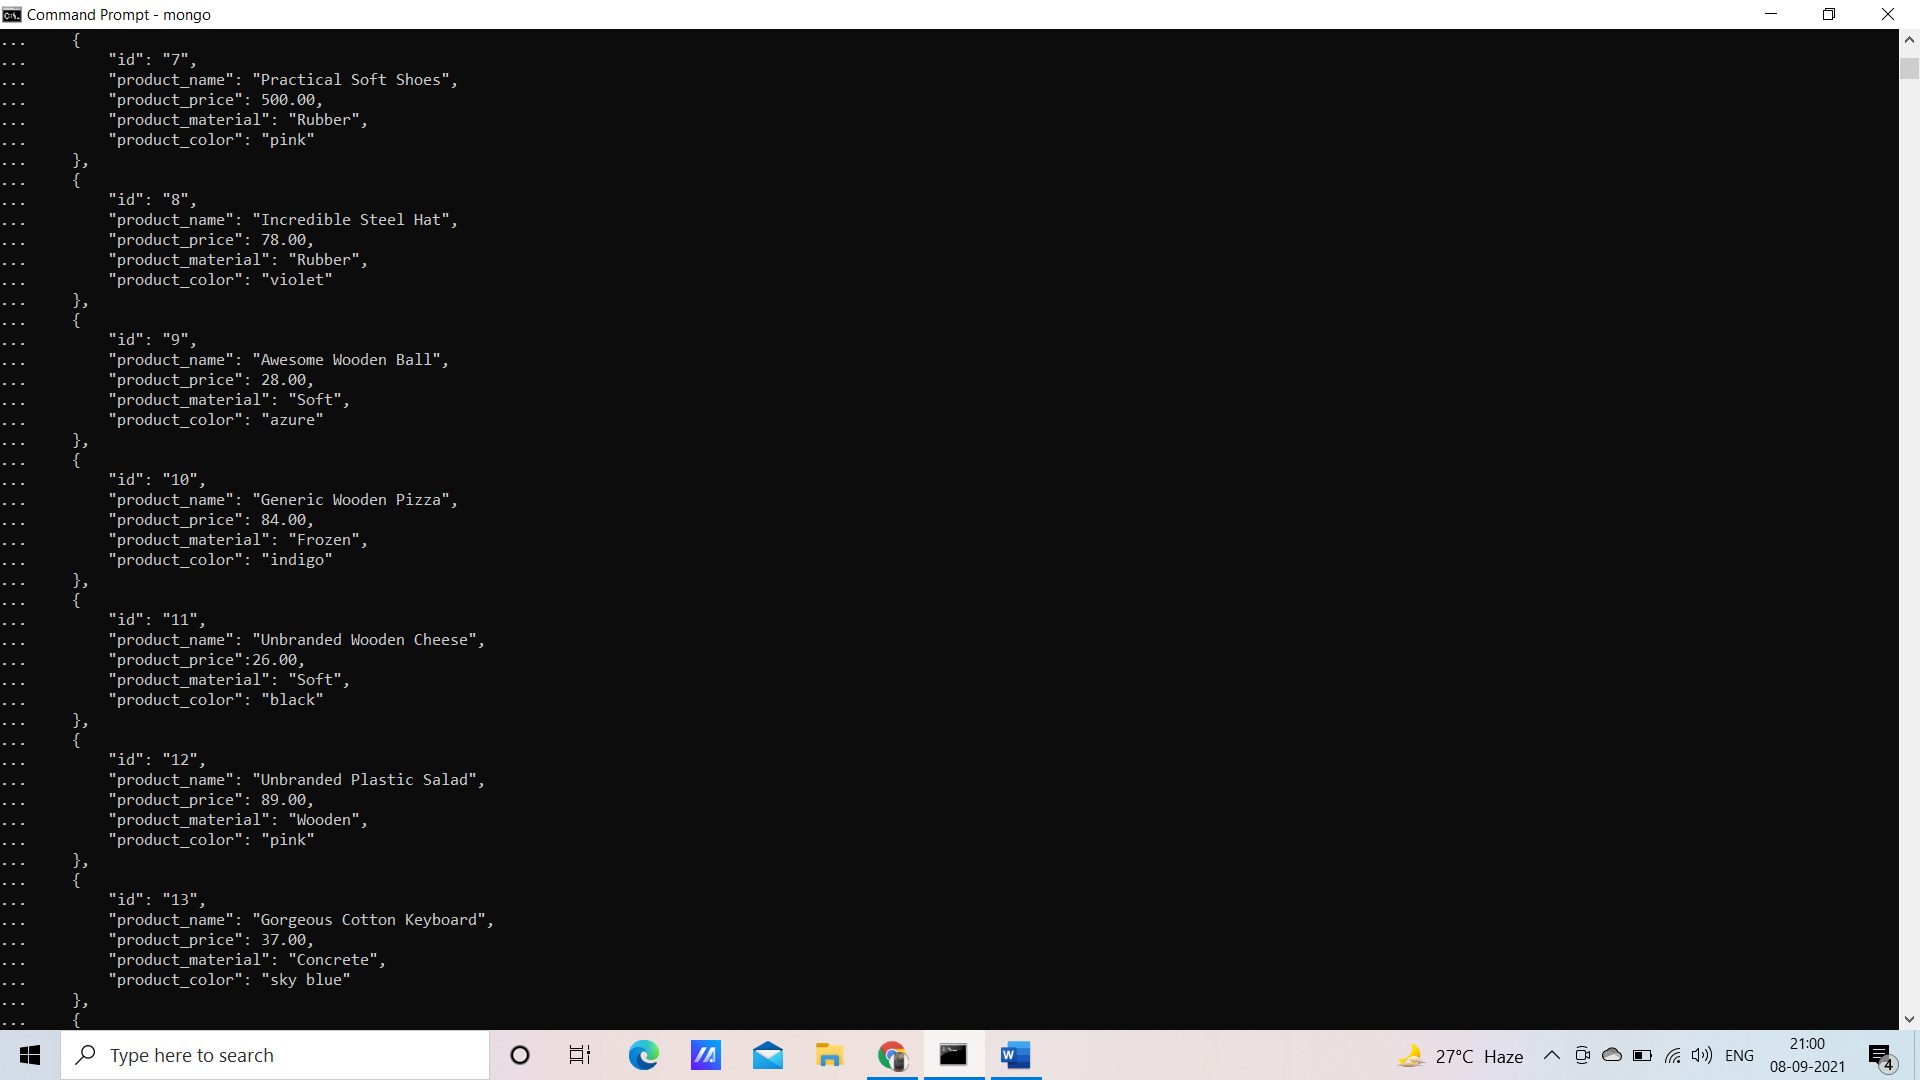 Command Prompt - mongo
... {
... "id": "7",
... "product_name": "Practical Soft Shoes",
... "product_price": 500.00,
... "product_material": "Rubber",
... "product_color": "pink"
... },
... {
... "id": "8",
... "product_name": "Incredible Steel Hat",
... "product_price": 78.00,
... "product_material": "Rubber",
... "product_color": "violet"
... },
... {
... "id": "9",
... "product_name": "Awesome Wooden Ball",
... "product_price": 28.00,
... "product_material": "Soft",
... "product_color": "azure"
... },
... {
... "id": "10",
... "product_name": "Generic Wooden Pizza",
... "product_price": 84.00,
... "product_material": "Frozen",
... "product_color": "indigo"
... },
... {
... "id": "11",
... "product_name": "Unbranded Wooden Cheese",
... "product_price":26.00,
... "product_material": "Soft",
... "product_color": "black"
... },
... {
... "id": "12",
... "product_name": "Unbranded Plastic Salad",
... "product_price": 89.00,
... "product_material": "Wooden",
... "product_color": "pink"
... },
... {
... "id": "13",
... "product_name": "Gorgeous Cotton Keyboard",
... "product_price": 37.00,
... "product_material": "Concrete",
... "product_color": "sky blue"
... },
... {
Type here to search
27°C Haze
ENG
21:00
08-09-2021
4